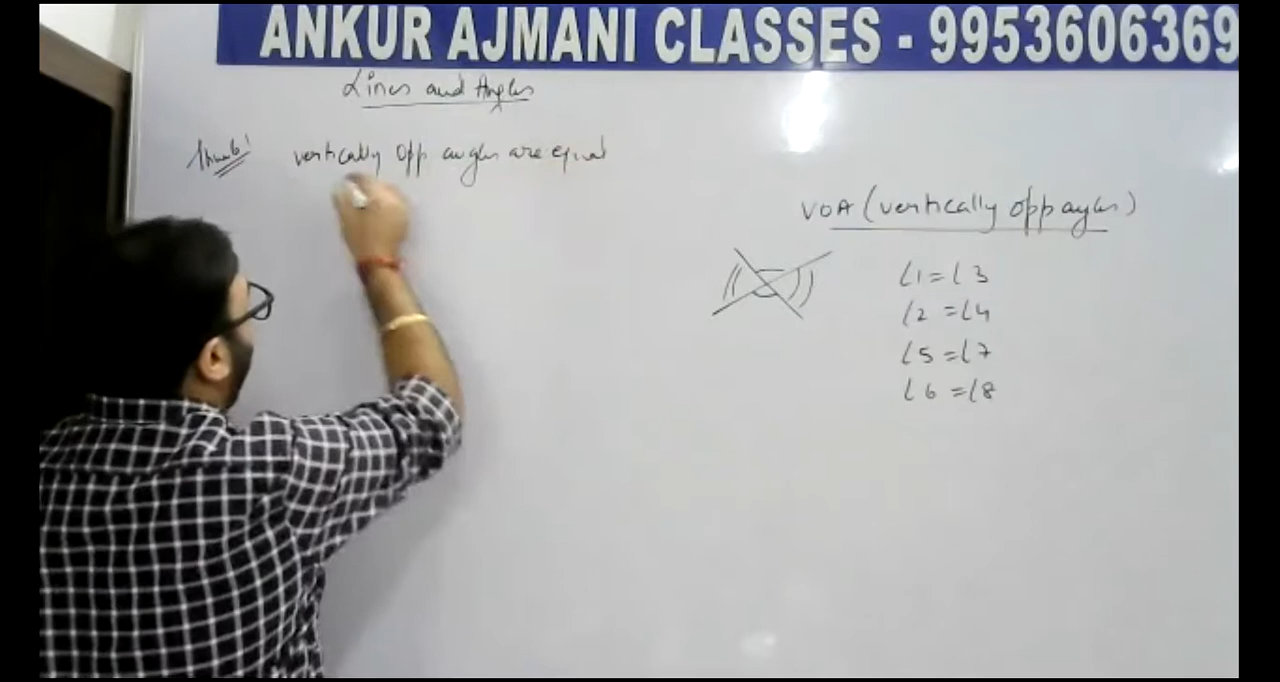 ANKUR AJMANI CLASSES - 9953606369
Lines and Angles
vertically opp angles are equal
VOA (vertically opp angles)
∠1 = ∠3
∠2 = ∠4
∠5 = ∠7
∠6 = ∠8